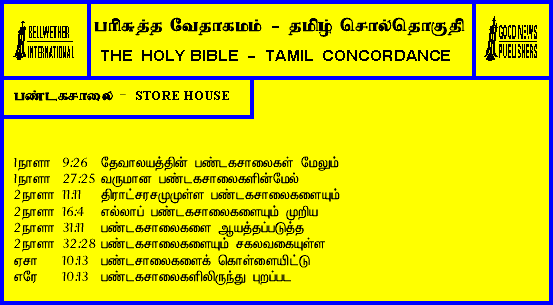 BELLWETHER
INTERNATIONAL
பரிசுத்த வேதாகமம் - தமிழ் சொல்தொகுதி
THE HOLY BIBLE - TAMIL CONCORDANCE
GOOD NEWS
PUBLISHERS
பண்டகசாலை - STORE HOUSE
1நாளா 9:26 தேவாலயத்தின் பண்டகசாலைகள் மேலும்
1நாளா 27:25 வருமான பண்டகசாலைகளின்மேல்
2நாளா 11:11 திராட்சரசமுமுள்ள பண்டகசாலைகளையும்
2நாளா 16:4 எல்லாப் பண்டகசாலைகளையும் முறிய
2நாளா 31:11 பண்டகசாலைகளை ஆயத்தப்படுத்த
2நாளா 32:28 பண்டகசாலைகளையும் சகலவகையுள்ள
ஏசா 10:13 பண்டசாலைகளைக் கொள்ளையிட்டு
எரே 10:13 பண்டகசாலைகளிலிருந்து புறப்பட